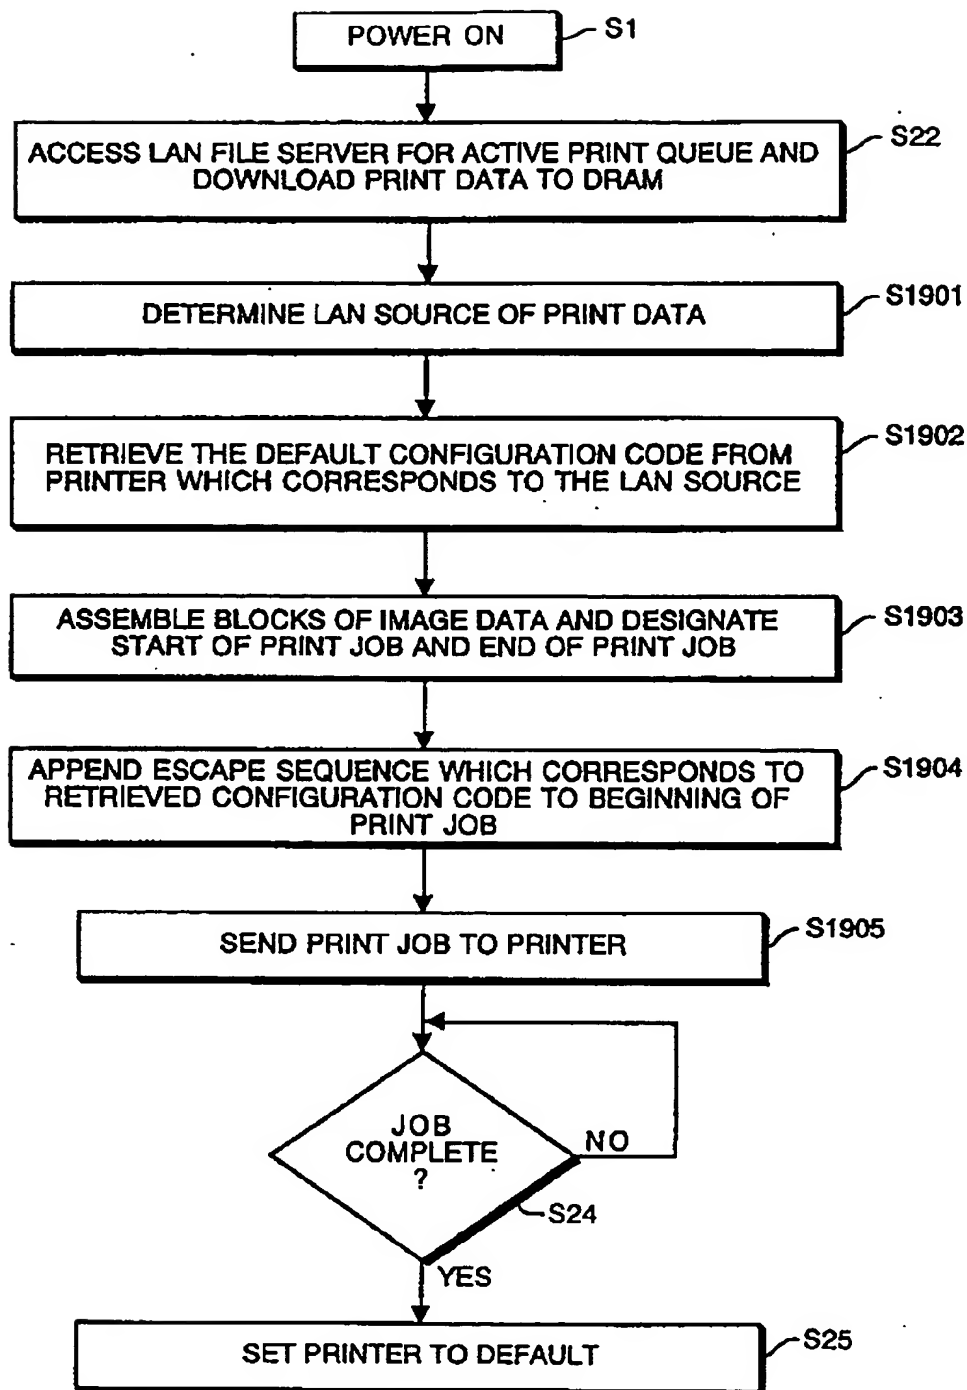 POWER ON
S1
ACCESS LAN FILE SERVER FOR ACTIVE PRINT QUEUE AND
DOWNLOAD PRINT DATA TO DRAM
S22
DETERMINE LAN SOURCE OF PRINT DATA
S1901
RETRIEVE THE DEFAULT CONFIGURATION CODE FROM
PRINTER WHICH CORRESPONDS TO THE LAN SOURCE
S1902
ASSEMBLE BLOCKS OF IMAGE DATA AND DESIGNATE
START OF PRINT JOB AND END OF PRINT JOB
S1903
APPEND ESCAPE SEQUENCE WHICH CORRESPONDS TO
RETRIEVED CONFIGURATION CODE TO BEGINNING OF
PRINT JOB
S1904
SEND PRINT JOB TO PRINTER
S1905
JOB
COMPLETE
?
NO
S24
YES
SET PRINTER TO DEFAULT
S25